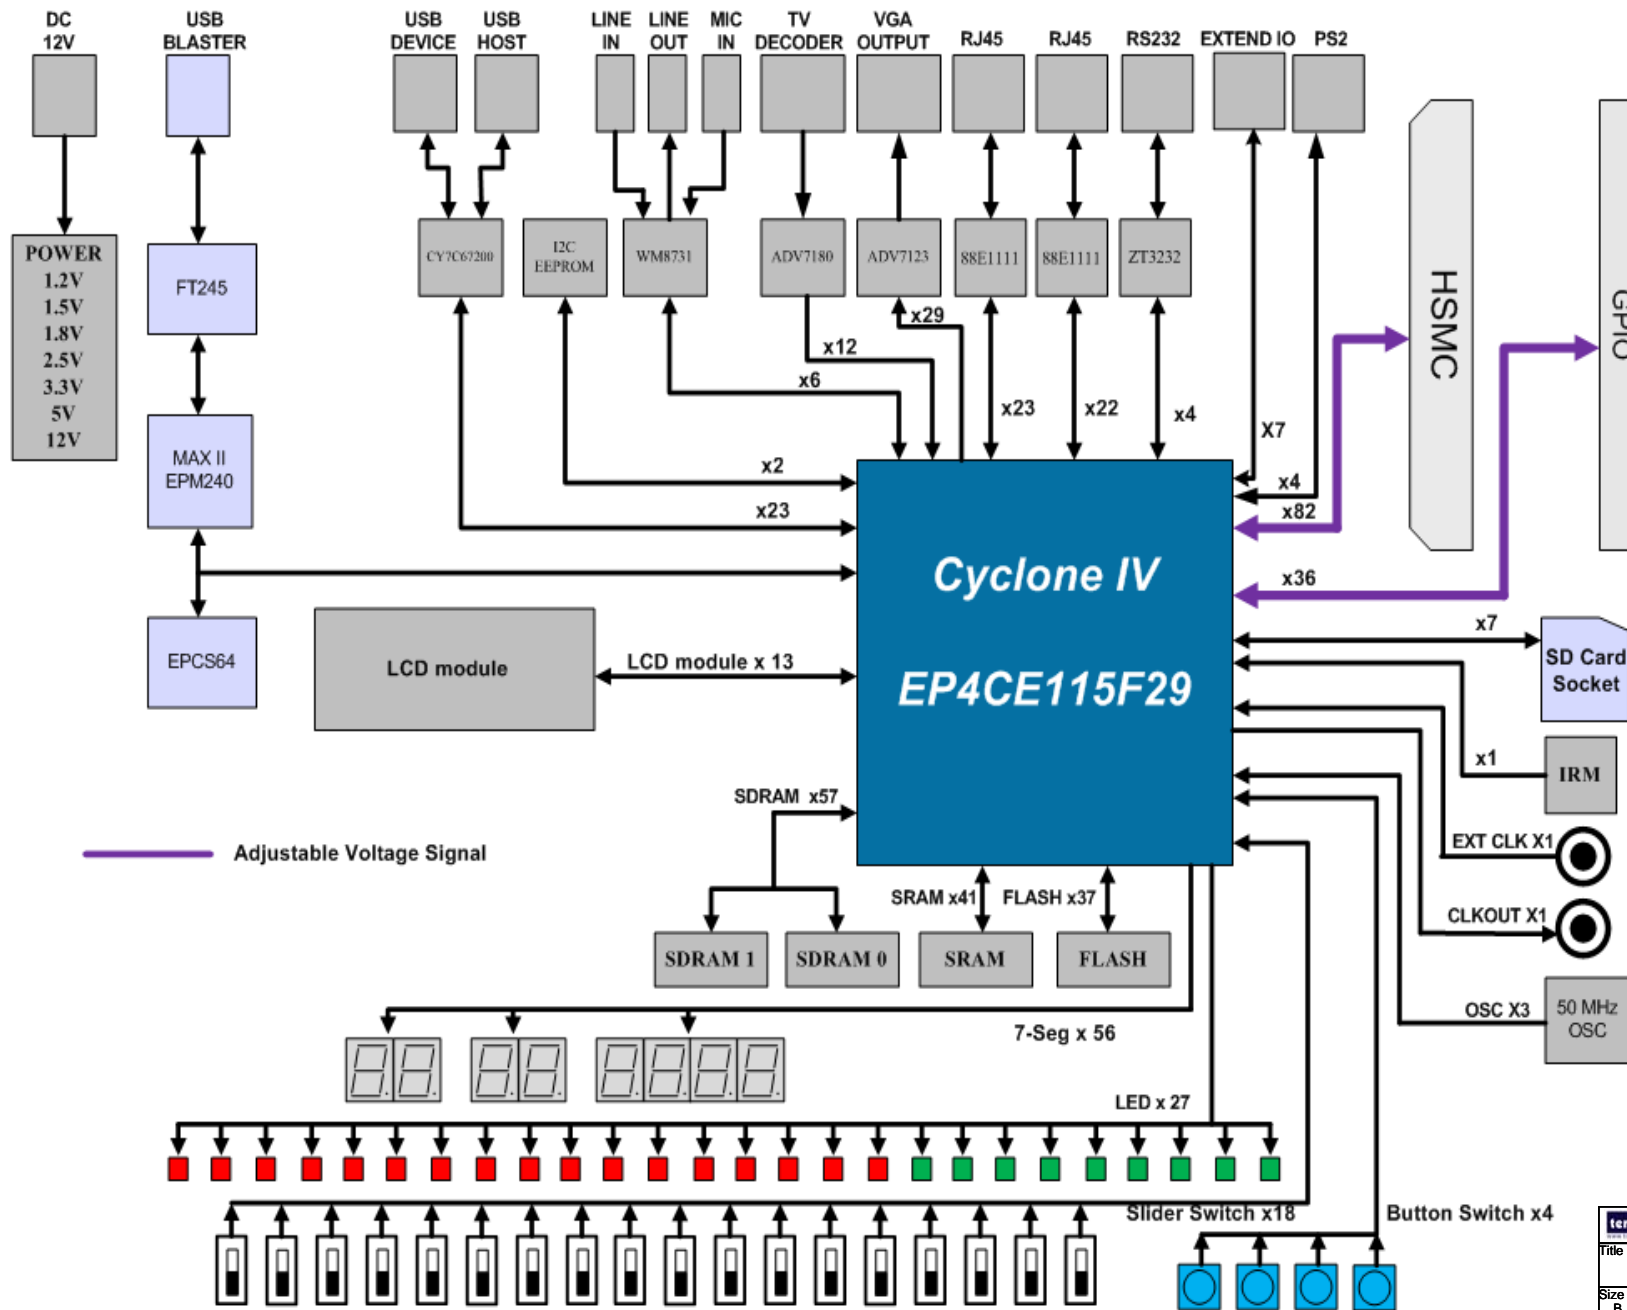 DC
12V
USB
BLASTER
USB
DEVICE
USB
HOST
LINE
IN
LINE
OUT
MIC
IN
TV
DECODER
VGA
OUTPUT
RJ45
RJ45
RS232
EXTEND IO
PS2
POWER
1.2V
1.5V
1.8V
2.5V
3.3V
5V
12V
FT245
MAX II
EPM240
EPCS64
CY7C67200
I2C
EEPROM
WM8731
ADV7180
ADV7123
88E1111
88E1111
ZT3232
HSMC
GPIO
x29
x12
x6
x23
x22
x4
X7
x4
x2
x23
x82
x36
x7
x1
Cyclone IV
EP4CE115F29
LCD module
LCD module x 13
SD Card
Socket
IRM
EXT CLK X1
CLKOUT X1
OSC X3
50 MHz
OSC
Adjustable Voltage Signal
SDRAM x57
SRAM x41
FLASH x37
SDRAM 1
SDRAM 0
SRAM
FLASH
7-Seg x 56
LED x 27
Slider Switch x18
Button Switch x4
ter
Title
Size
B